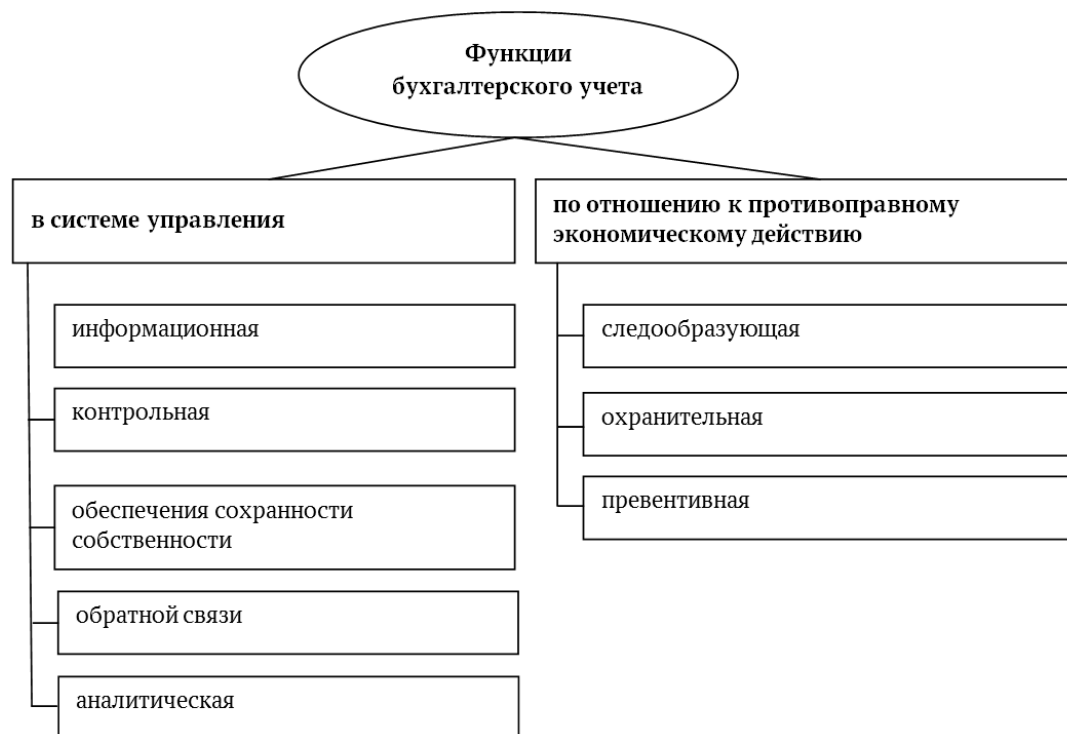 Функции
бухгалтерского учета
в системе управления
информационная
контрольная
обеспечения сохранности
собственности
обратной связи
аналитическая
по отношению к противоправному
экономическому действию
следообразующая
охранительная
превентивная